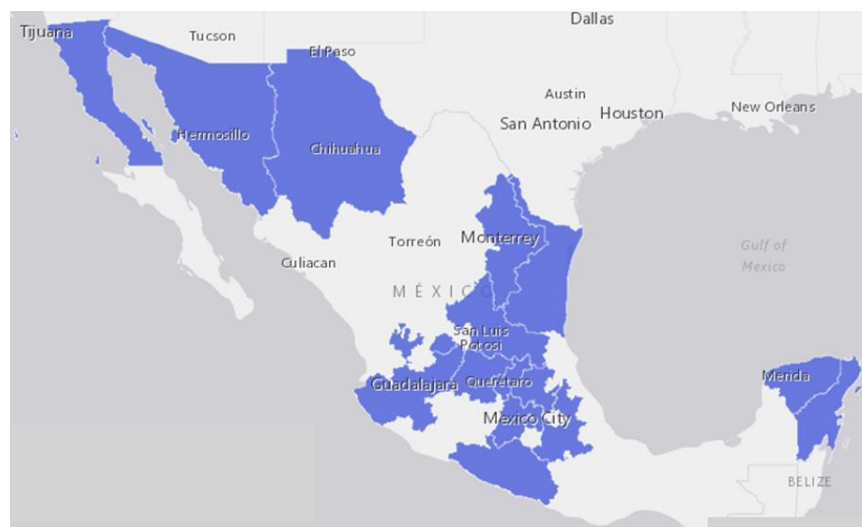 Dallas
Tijuana
Tucson
El Paso
Austin
Houston
New Orleans
San Antonio
Hermosillo
Chihuahua
Torreón
Monterrey
Gulf of
Mexico
Culiacan
MÉXICO
San Luis
Potosi
Guadalajara
Querétaro
Merida
Mexico City
BELIZE